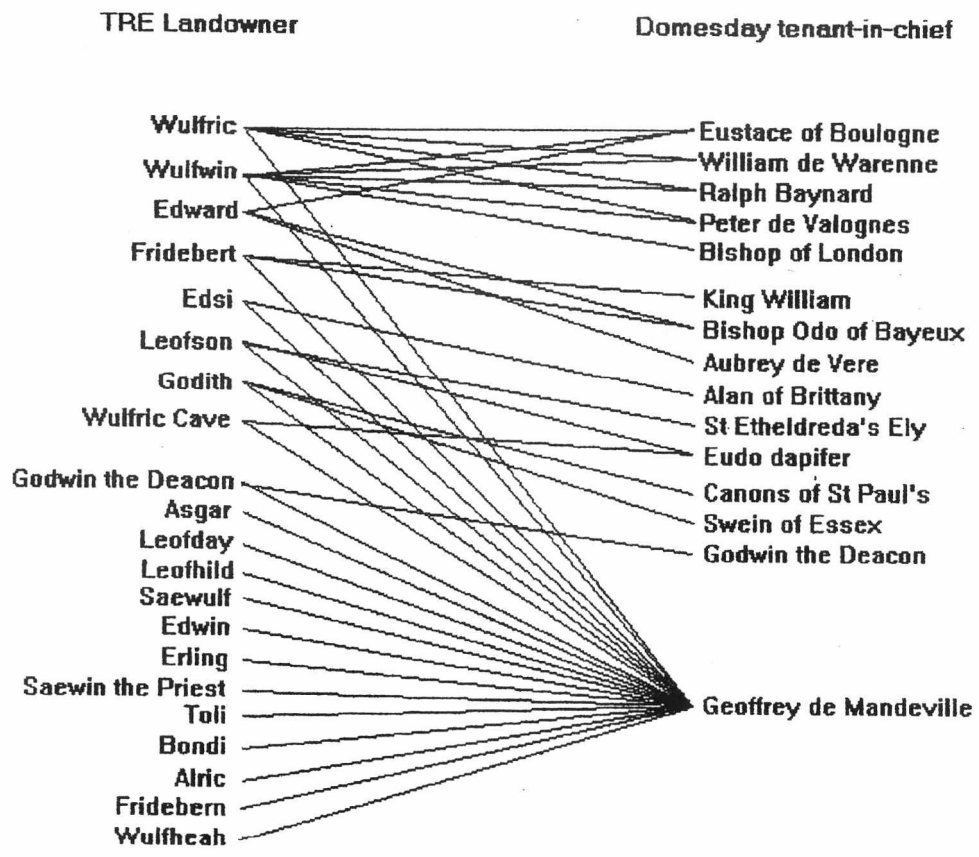 TRE Landowner
Domesday tenant-in-chief
Wulfric
Wulfwin
Edward
Fridebert
Edsi
Leofson
Godith
Wulfric Cave
Godwin the Deacon
Asgar
Leofday
Leofhild
Saewulf
Edwin
Erling
Saewin the Priest
Toli
Bondi
Alric
Fridebern
Wulfheah
Eustace of Boulogne
William de Warenne
Ralph Baynard
Peter de Valognes
Bishop of London
King William
Bishop Odo of Bayeux
Aubrey de Vere
Alan of Brittany
St Etheldreda's Ely
Eudo dapifer
Canons of St Paul's
Swein of Essex
Godwin the Deacon
Geoffrey de Mandeville